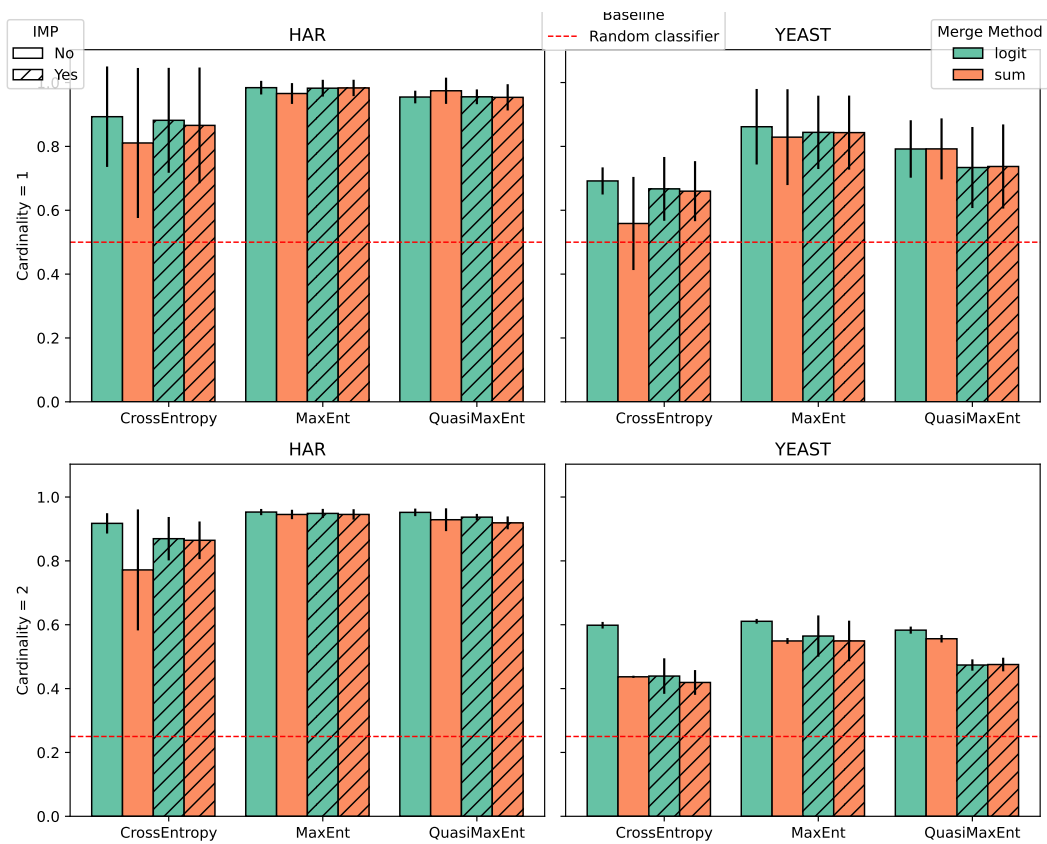 IMP
No
Yes
Baseline
Random classifier
Merge Method
logit
sum
HAR
YEAST
Cardinality = 1
1.0
0.8
0.6
0.4
0.2
0.0
CrossEntropy MaxEnt QuasiMaxEnt
CrossEntropy MaxEnt QuasiMaxEnt
HAR
YEAST
Cardinality = 2
1.0
0.8
0.6
0.4
0.2
0.0
CrossEntropy MaxEnt QuasiMaxEnt
CrossEntropy MaxEnt QuasiMaxEnt